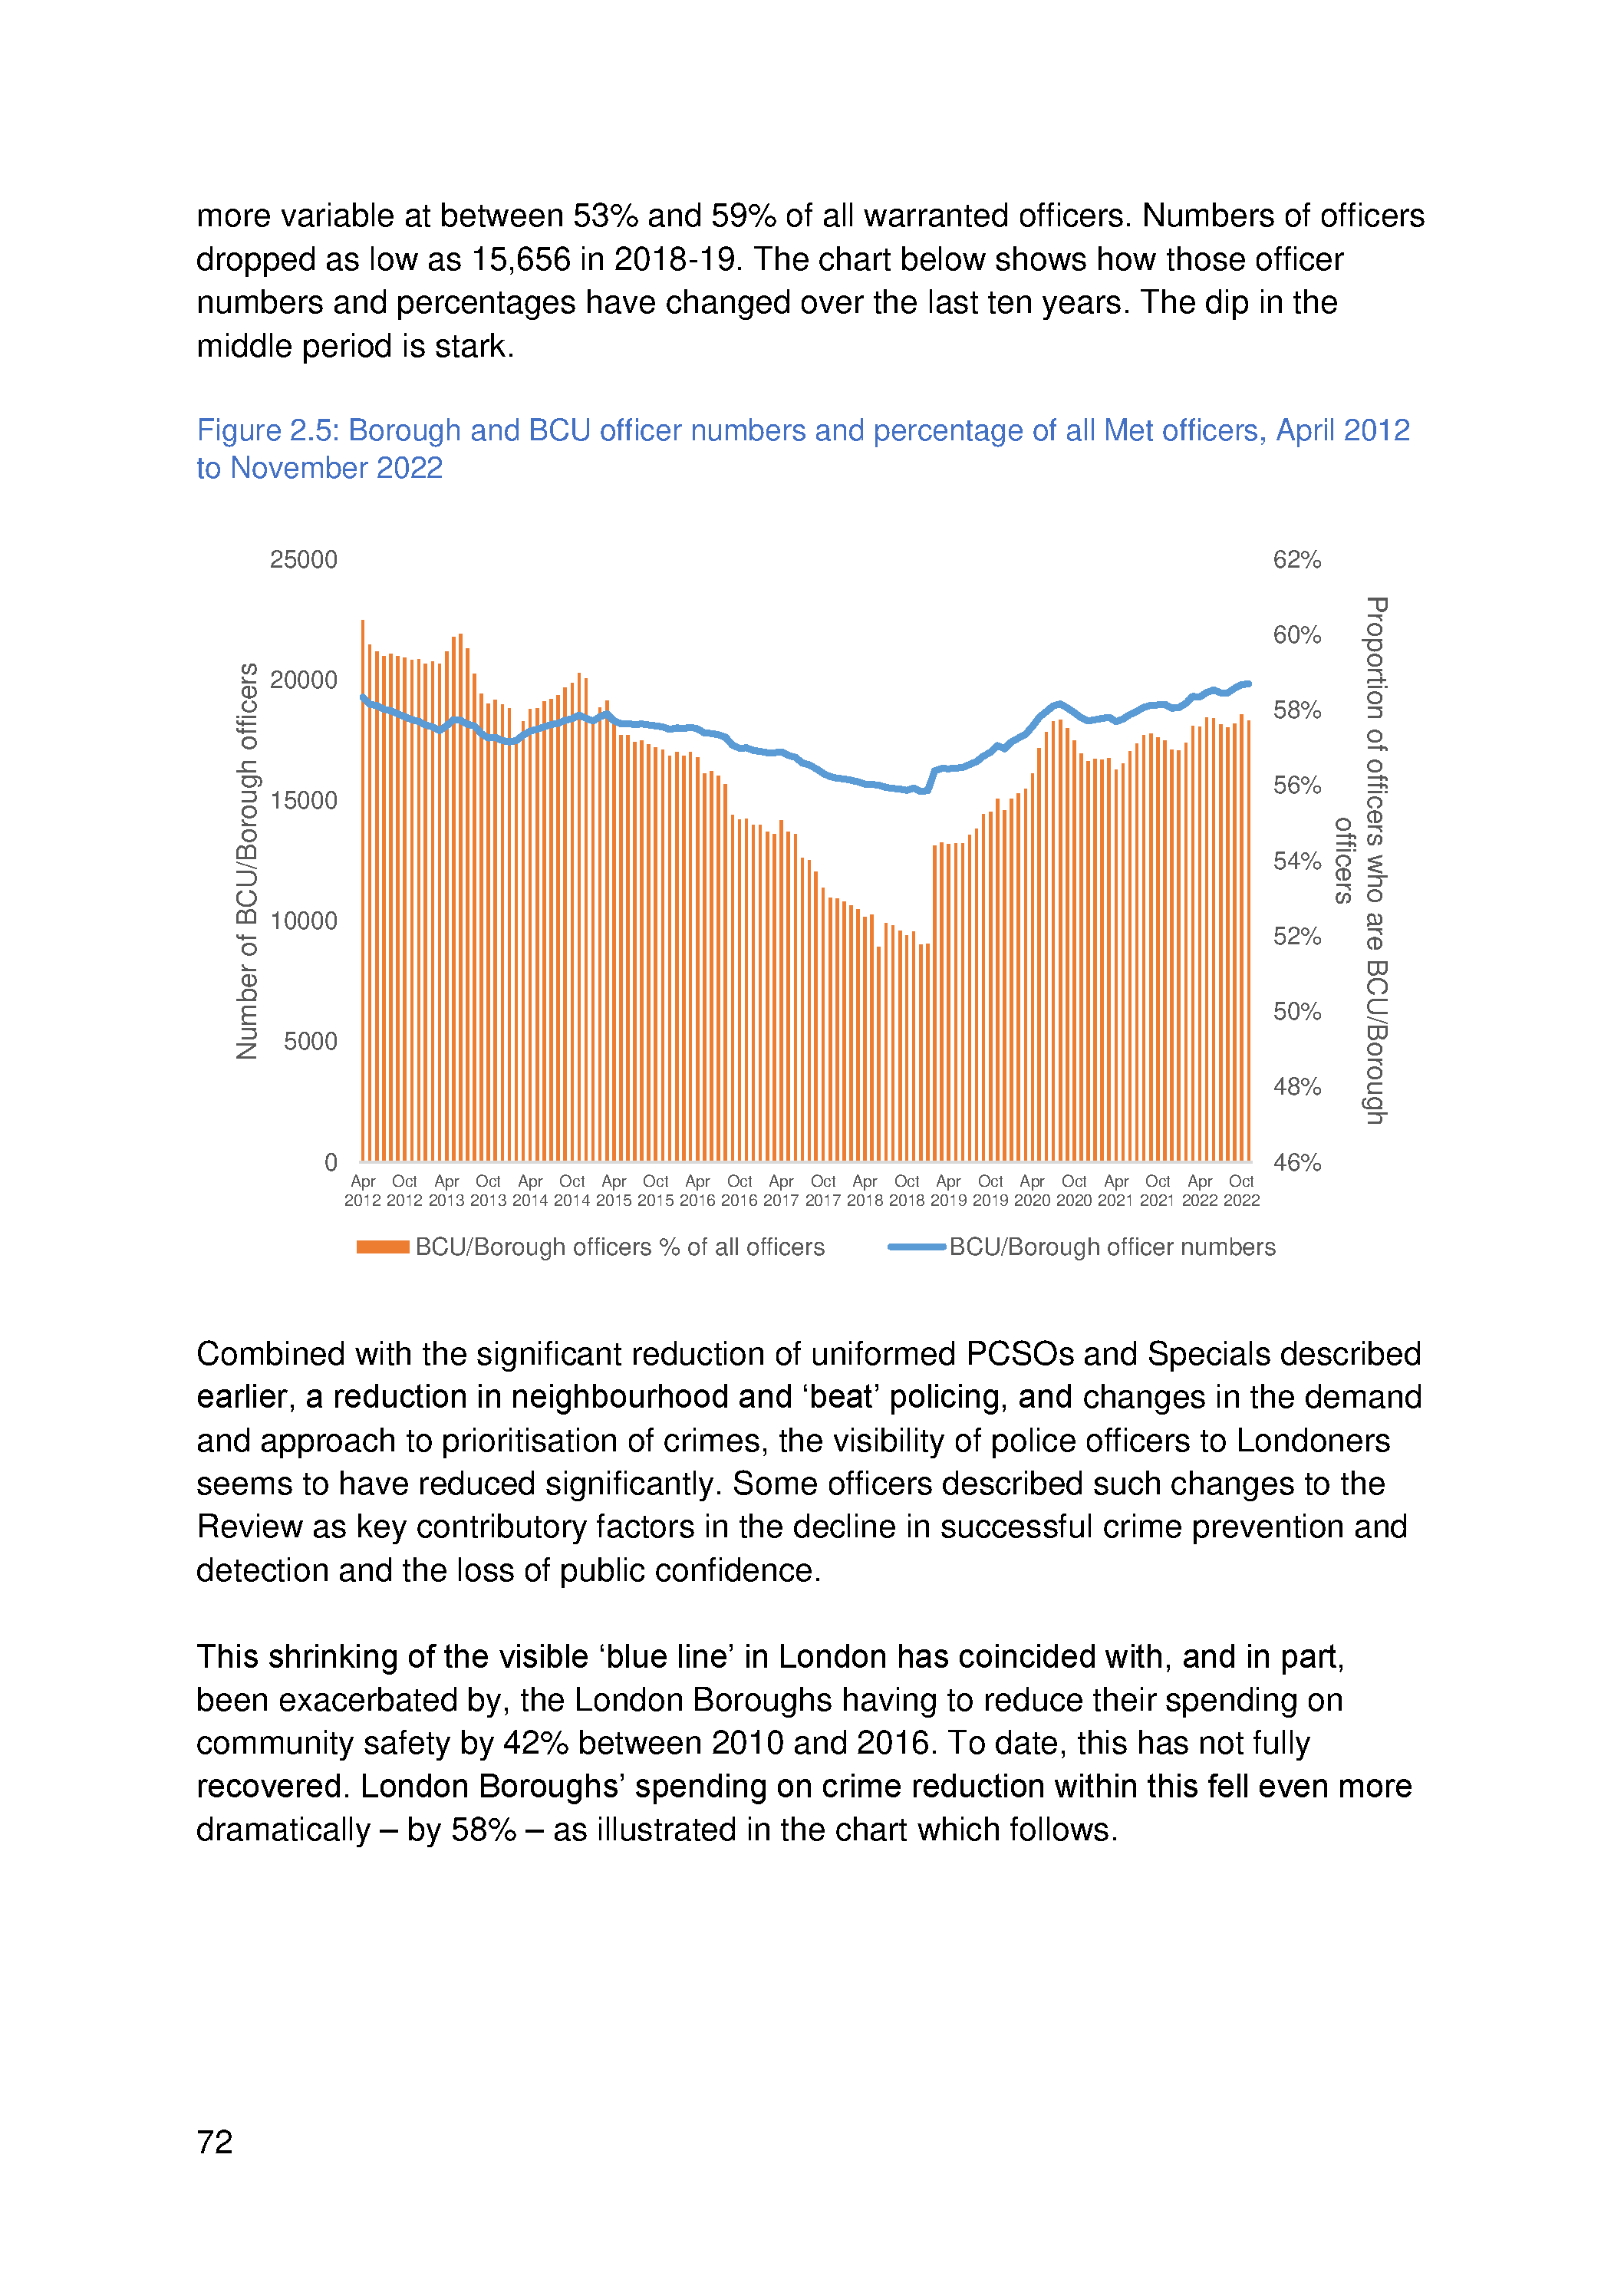 more variable at between 53% and 59% of all warranted officers. Numbers of officers
dropped as low as 15,656 in 2018-19. The chart below shows how those officer
numbers and percentages have changed over the last ten years. The dip in the
middle period is stark.
Figure 2.5: Borough and BCU officer numbers and percentage of all Met officers, April 2012
to November 2022
25000
20000
15000
10000
5000
0
Number of BCU/Borough officers
62%
60%
58%
56%
54%
52%
50%
48%
46%
Proportion of officers who are BCU/Borough
officers
Apr Oct Apr Oct Apr Oct Apr Oct Apr Oct Apr Oct Apr Oct Apr Oct Apr Oct Apr Oct Apr Oct
2012 2012 2013 2013 2014 2014 2015 2015 2016 2016 2017 2017 2018 2018 2019 2019 2020 2020 2021 2021 2022 2022
BCU/Borough officers % of all officers BCU/Borough officer numbers
Combined with the significant reduction of uniformed PCSOs and Specials described
earlier, a reduction in neighbourhood and ‘beat’ policing, and changes in the demand
and approach to prioritisation of crimes, the visibility of police officers to Londoners
seems to have reduced significantly. Some officers described such changes to the
Review as key contributory factors in the decline in successful crime prevention and
detection and the loss of public confidence.
This shrinking of the visible ‘blue line’ in London has coincided with, and in part,
been exacerbated by, the London Boroughs having to reduce their spending on
community safety by 42% between 2010 and 2016. To date, this has not fully
recovered. London Boroughs’ spending on crime reduction within this fell even more
dramatically – by 58% – as illustrated in the chart which follows.
72